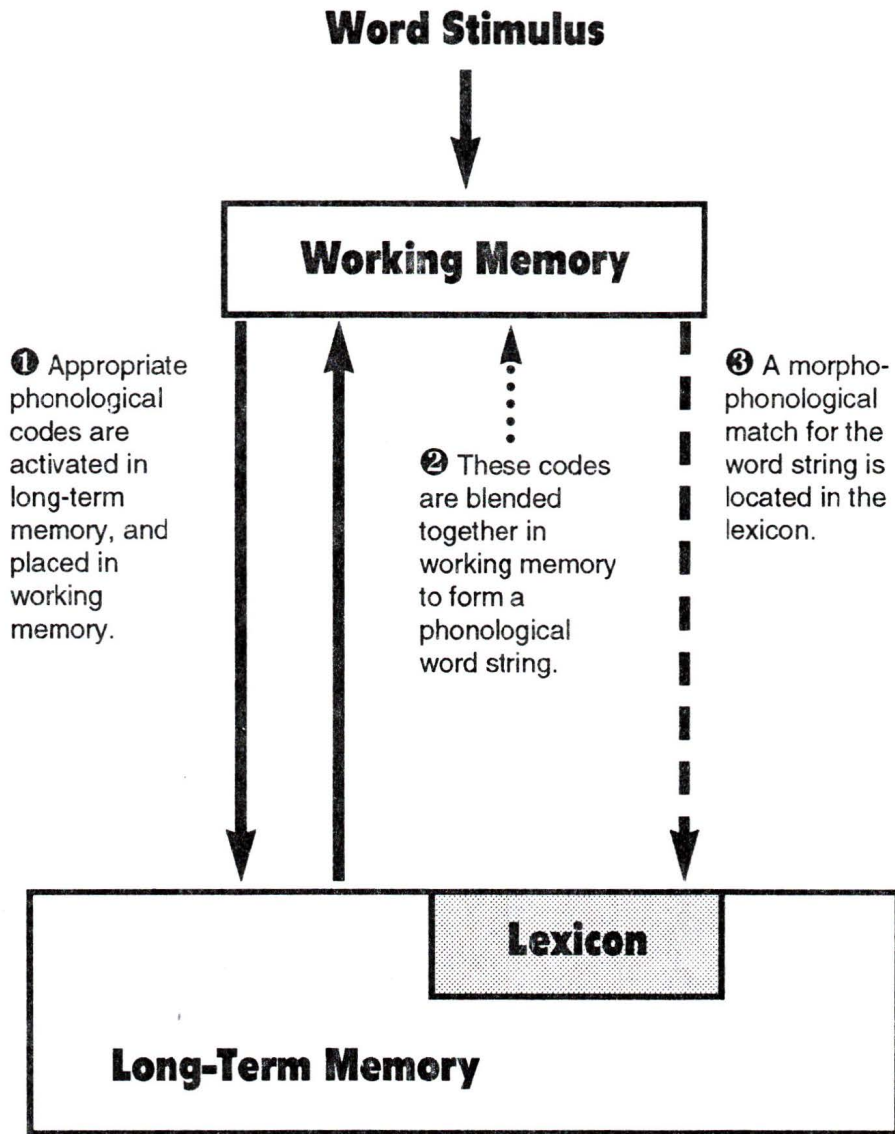 Word Stimulus
Working Memory
❶ Appropriate
phonological
codes are
activated in
long-term
memory, and
placed in
working
memory.
❷ These codes
are blended
together in
working memory
to form a
phonological
word string.
❸ A morpho-
phonological
match for the
word string is
located in the
lexicon.
Lexicon
Long-Term Memory